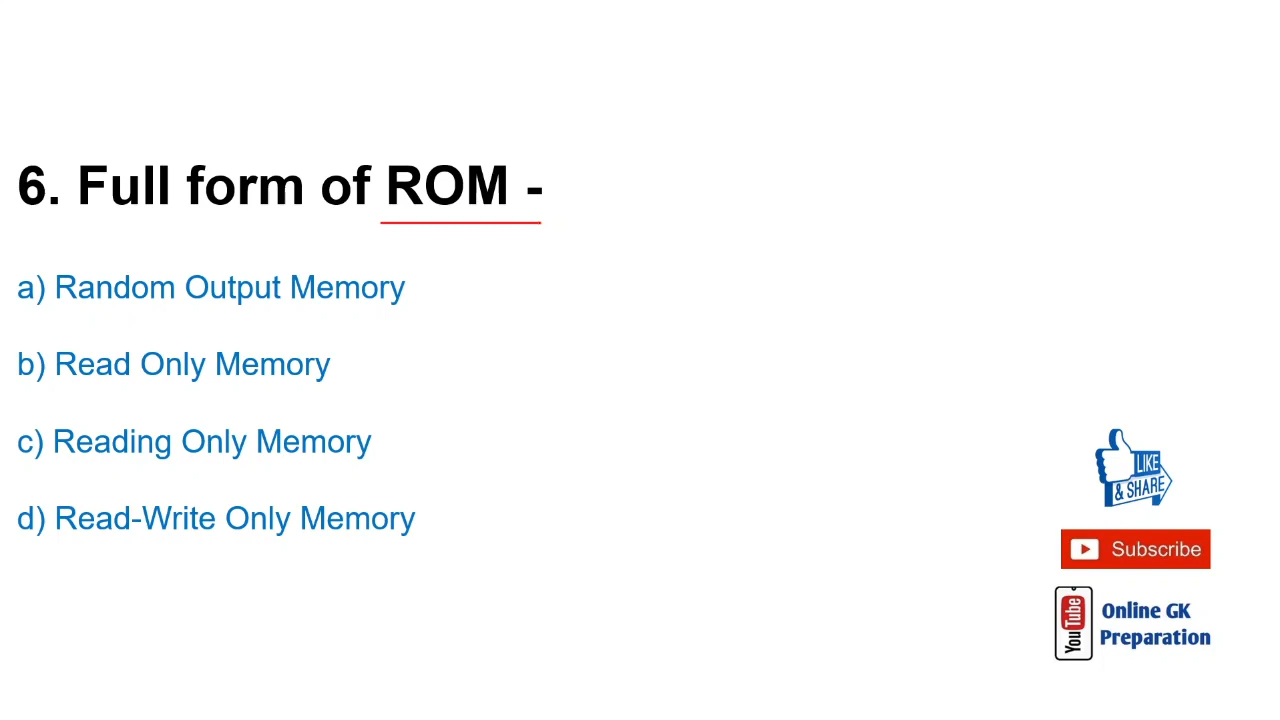 6. Full form of ROM -
a) Random Output Memory
b) Read Only Memory
c) Reading Only Memory
d) Read-Write Only Memory
LIKE
& SHARE
Subscribe
YouTube
Online GK
Preparation